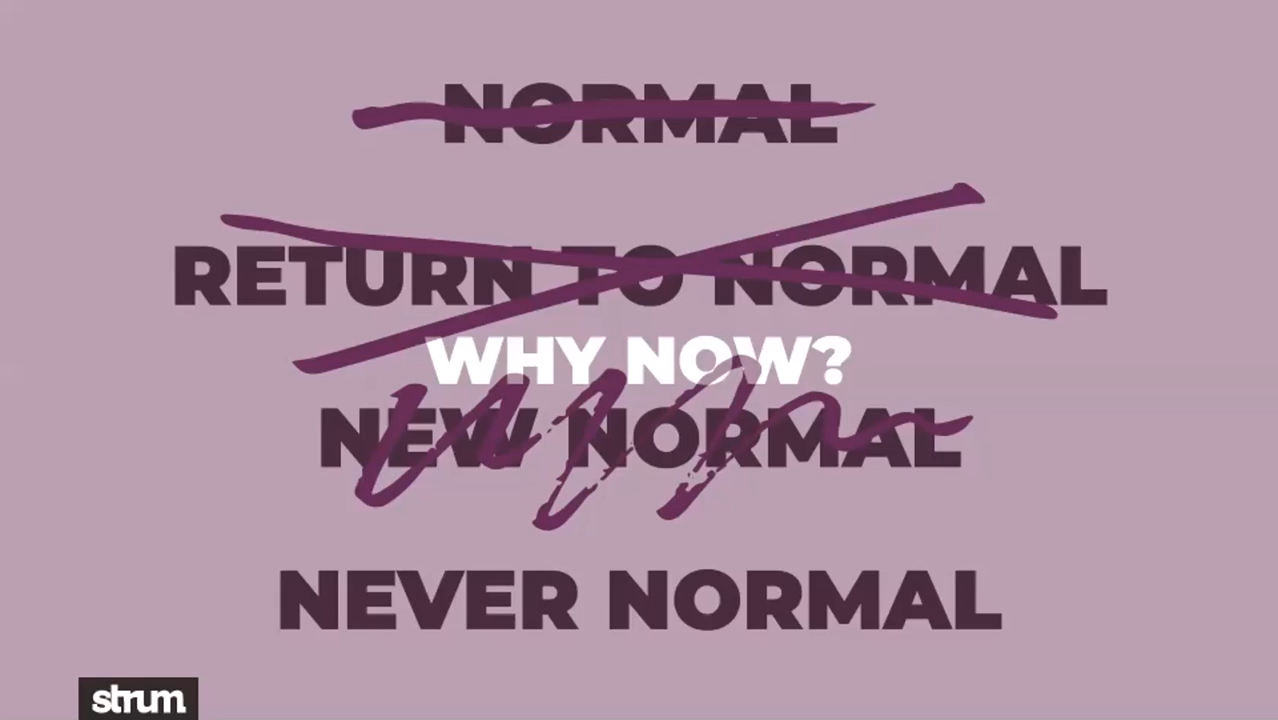 NORMAL
RETURN TO NORMAL
WHY NOW?
NEW NORMAL
NEVER NORMAL
strum